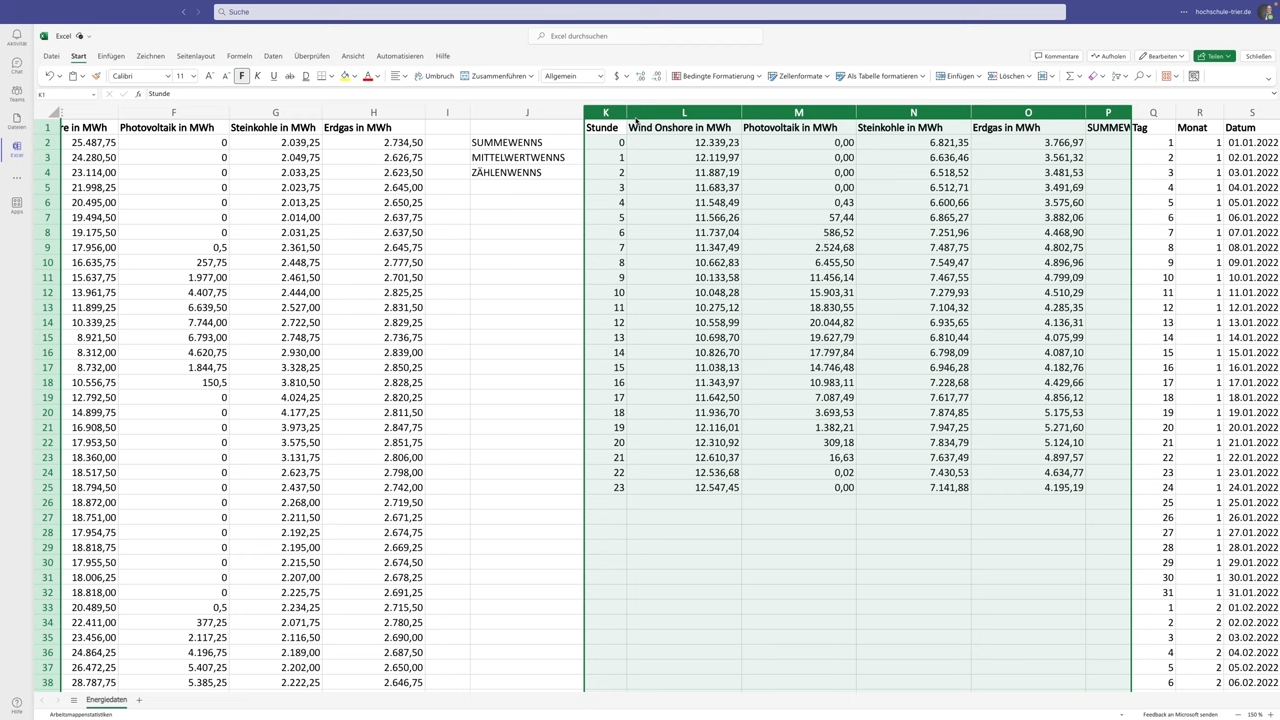 Suche
hochschule-trier.de
Aktivität
Chat
Teams
Dateien
Excel
Apps
Hilfe
Excel
Excel durchsuchen
Datei Start Einfügen Zeichnen Seitenlayout Formeln Daten Überprüfen Ansicht Automatisieren Hilfe
Kommentare Aufholen Bearbeiten Teilen Schließen
Calibri 11 F K U ab D Umbruch Zusammenführen Allgemein $ Bedingte Formatierung Zellenformate Als Tabelle formatieren Einfügen Löschen
K1 fx Stunde
F G H I J K L M N O P Q R S
1 re in MWh Photovoltaik in MWh Steinkohle in MWh Erdgas in MWh Stunde Wind Onshore in MWh Photovoltaik in MWh Steinkohle in MWh Erdgas in MWh SUMMEW Tag Monat Datum
2 25.487,75 0 2.039,25 2.734,50 SUMMEWENNS 0 12.339,23 0,00 6.821,35 3.766,97 1 1 01.01.2022
3 24.280,50 0 2.049,75 2.626,75 MITTELWERTWENNS 1 12.119,97 0,00 6.636,46 3.561,32 2 1 02.01.2022
4 23.114,00 0 2.033,25 2.623,50 ZÄHLENWENNS 2 11.887,19 0,00 6.518,52 3.481,53 3 1 03.01.2022
5 21.998,25 0 2.023,75 2.645,00 3 11.683,37 0,00 6.512,71 3.491,69 4 1 04.01.2022
6 20.495,00 0 2.013,25 2.650,25 4 11.548,49 0,43 6.600,66 3.575,60 5 1 05.01.2022
7 19.494,50 0 2.014,00 2.637,75 5 11.566,26 57,44 6.865,27 3.882,06 6 1 06.01.2022
8 19.175,50 0 2.031,25 2.637,50 6 11.737,04 586,52 7.251,96 4.468,90 7 1 07.01.2022
9 17.956,00 0,5 2.361,50 2.645,75 7 11.347,49 2.524,68 7.487,75 4.802,75 8 1 08.01.2022
10 16.635,75 257,75 2.448,75 2.777,50 8 10.662,83 6.455,50 7.549,47 4.896,96 9 1 09.01.2022
11 15.637,75 1.977,00 2.461,50 2.701,50 9 10.133,58 11.456,14 7.467,55 4.799,09 10 1 10.01.2022
12 13.961,75 4.407,75 2.444,00 2.825,25 10 10.048,28 15.903,31 7.279,93 4.510,29 11 1 11.01.2022
13 11.899,25 6.639,50 2.527,00 2.831,50 11 10.275,12 18.830,55 7.104,32 4.285,35 12 1 12.01.2022
14 10.339,25 7.744,00 2.722,50 2.829,25 12 10.558,99 20.044,82 6.935,65 4.136,31 13 1 13.01.2022
15 8.921,50 6.793,00 2.748,75 2.736,75 13 10.698,70 19.627,79 6.810,44 4.075,99 14 1 14.01.2022
16 8.312,00 4.620,75 2.930,00 2.839,00 14 10.826,70 17.797,84 6.798,09 4.087,10 15 1 15.01.2022
17 8.732,00 1.844,75 3.328,25 2.850,25 15 11.038,13 14.746,48 6.946,28 4.182,76 16 1 16.01.2022
18 10.556,75 150,5 3.810,50 2.828,25 16 11.343,97 10.983,11 7.228,68 4.429,66 17 1 17.01.2022
19 12.792,50 0 4.024,25 2.820,25 17 11.642,50 7.087,49 7.617,77 4.856,12 18 1 18.01.2022
20 14.899,75 0 4.177,25 2.811,50 18 11.936,70 3.693,53 7.874,85 5.175,53 19 1 19.01.2022
21 16.908,50 0 3.973,25 2.847,75 19 12.116,01 1.382,21 7.947,25 5.271,60 20 1 20.01.2022
22 17.953,50 0 3.575,50 2.851,75 20 12.310,92 309,18 7.834,79 5.124,10 21 1 21.01.2022
23 18.360,00 0 3.131,75 2.806,00 21 12.610,37 16,63 7.637,49 4.897,57 22 1 22.01.2022
24 18.517,50 0 2.623,75 2.798,00 22 12.536,68 0,02 7.430,53 4.634,77 23 1 23.01.2022
25 18.794,50 0 2.437,50 2.742,00 23 12.547,45 0,00 7.141,88 4.195,19 24 1 24.01.2022
26 18.872,00 0 2.268,00 2.719,50 25 1 25.01.2022
27 18.751,00 0 2.211,50 2.671,25 26 1 26.01.2022
28 17.954,75 0 2.192,25 2.674,75 27 1 27.01.2022
29 18.818,75 0 2.195,00 2.669,25 28 1 28.01.2022
30 17.955,50 0 2.215,50 2.674,50 29 1 29.01.2022
31 18.006,25 0 2.207,00 2.678,25 30 1 30.01.2022
32 18.818,00 0 2.225,75 2.691,25 31 1 31.01.2022
33 20.489,50 0,5 2.234,25 2.715,50 1 2 01.02.2022
34 22.411,00 377,25 2.071,75 2.780,25 2 2 02.02.2022
35 23.456,00 2.117,25 2.116,50 2.690,00 3 2 03.02.2022
36 24.864,25 4.196,75 2.189,00 2.687,50 4 2 04.02.2022
37 26.472,25 5.407,25 2.202,00 2.650,00 5 2 05.02.2022
38 28.787,75 5.385,25 2.222,25 2.646,75 6 2 06.02.2022
Energiedaten
Arbeitsmappenstatistiken Feedback an Microsoft senden 150 %